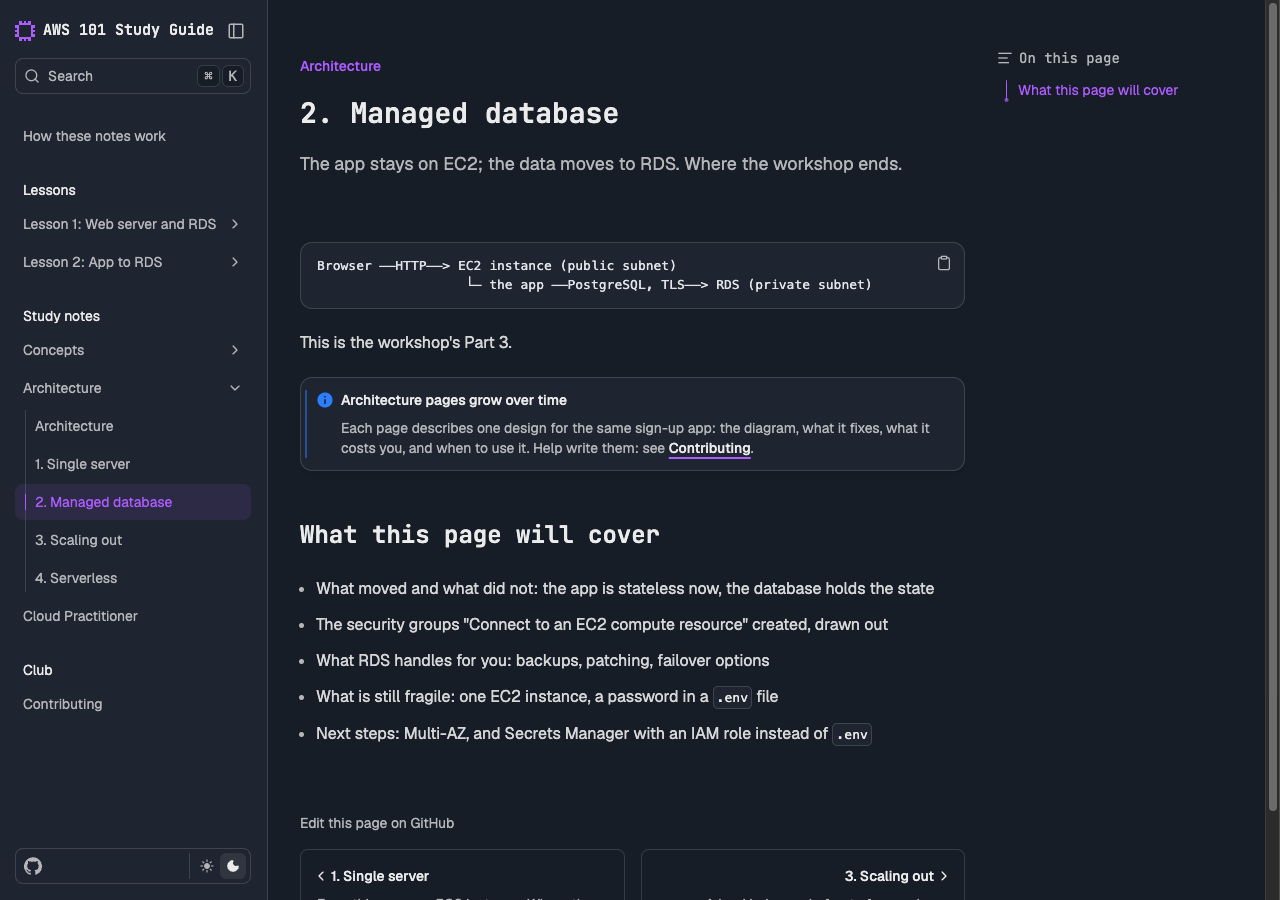 AWS 101 Study Guide
Search ⌘ K
How these notes work
Lessons
Lesson 1: Web server and RDS
Lesson 2: App to RDS
Study notes
Concepts
Architecture
Architecture
1. Single server
2. Managed database
3. Scaling out
4. Serverless
Cloud Practitioner
Club
Contributing
Architecture
2. Managed database
The app stays on EC2; the data moves to RDS. Where the workshop ends.
Browser ──HTTP──> EC2 instance (public subnet)
└─ the app ──PostgreSQL, TLS──> RDS (private subnet)
This is the workshop's Part 3.
Architecture pages grow over time
Each page describes one design for the same sign-up app: the diagram, what it fixes, what it
costs you, and when to use it. Help write them: see Contributing.
What this page will cover
• What moved and what did not: the app is stateless now, the database holds the state
• The security groups "Connect to an EC2 compute resource" created, drawn out
• What RDS handles for you: backups, patching, failover options
• What is still fragile: one EC2 instance, a password in a .env file
• Next steps: Multi-AZ, and Secrets Manager with an IAM role instead of .env
Edit this page on GitHub
1. Single server
3. Scaling out
On this page
What this page will cover